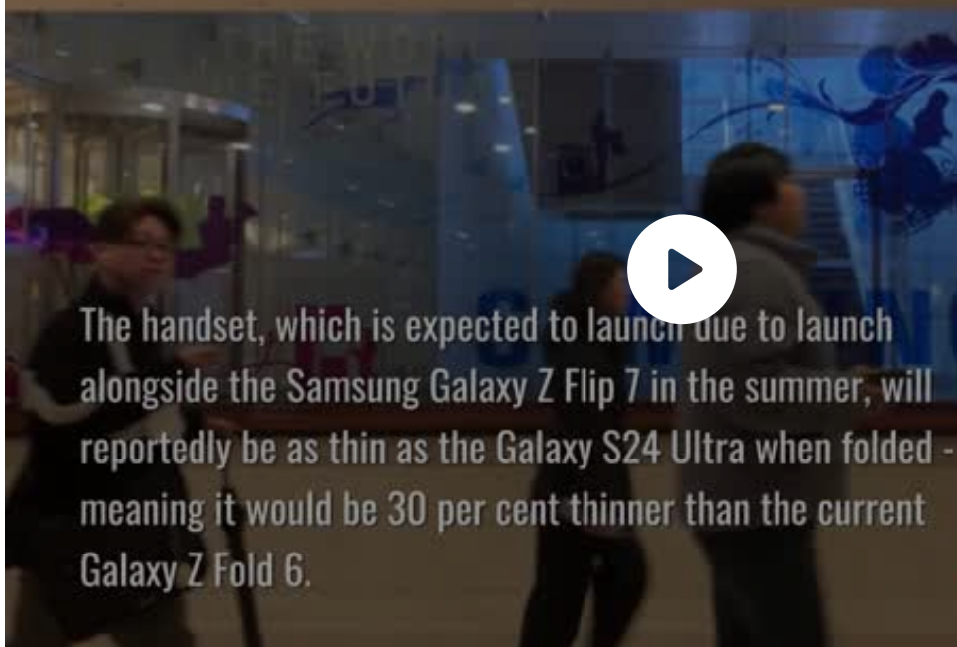 The handset, which is expected to launch due to launch
alongside the Samsung Galaxy Z Flip 7 in the summer, will
reportedly be as thin as the Galaxy S24 Ultra when folded -
meaning it would be 30 per cent thinner than the current
Galaxy Z Fold 6.